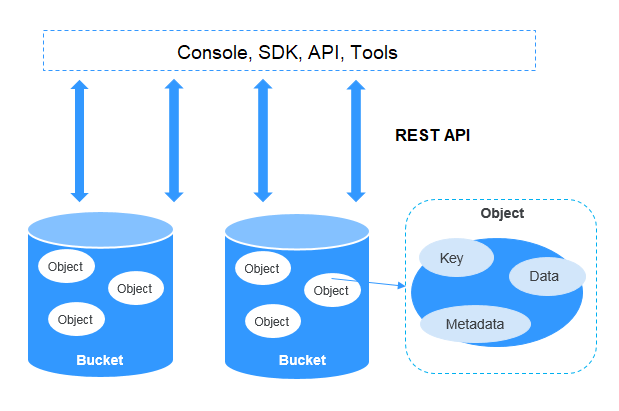 Console, SDK, API, Tools
REST API
Object
Object
Object
Bucket
Object
Object
Object
Bucket
Object
Key
Data
Metadata